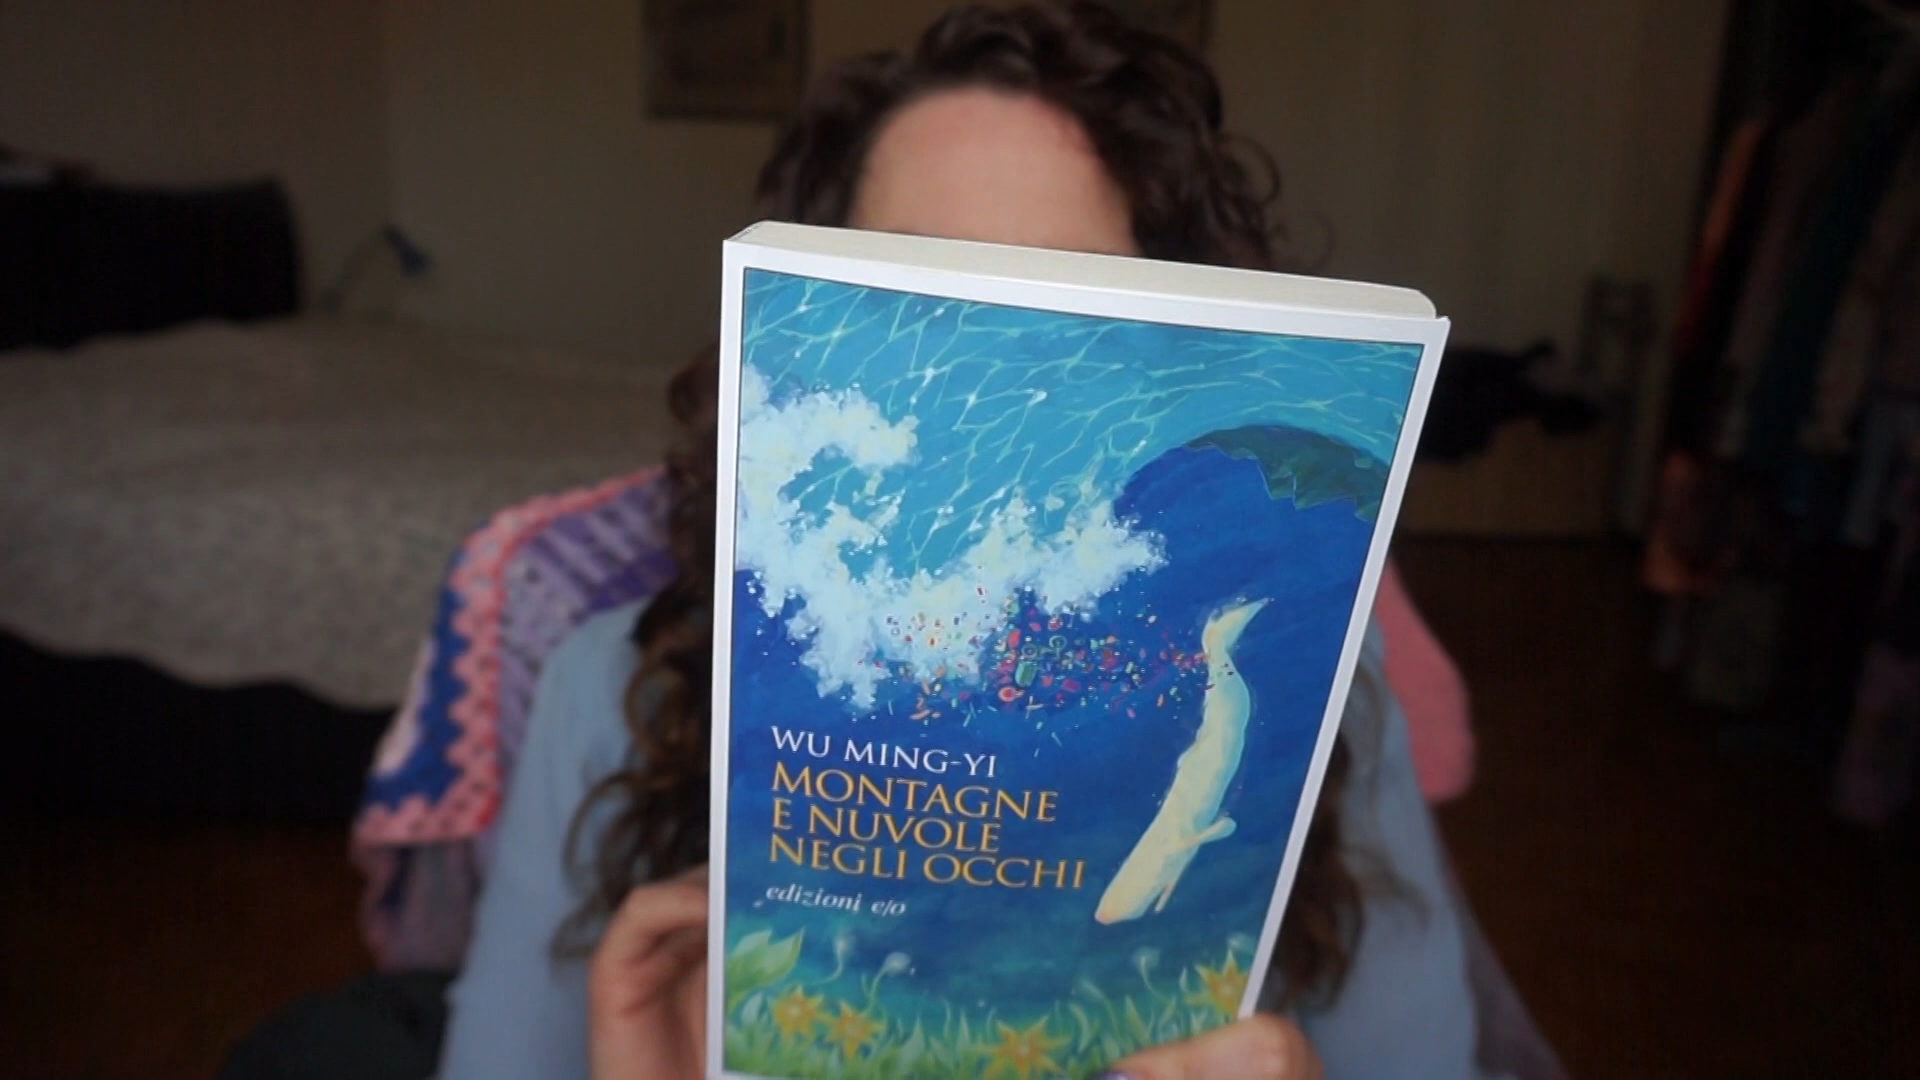 WU MING-YI
MONTAGNE
E NUVOLE
NEGLI OCCHI
edizioni e/o